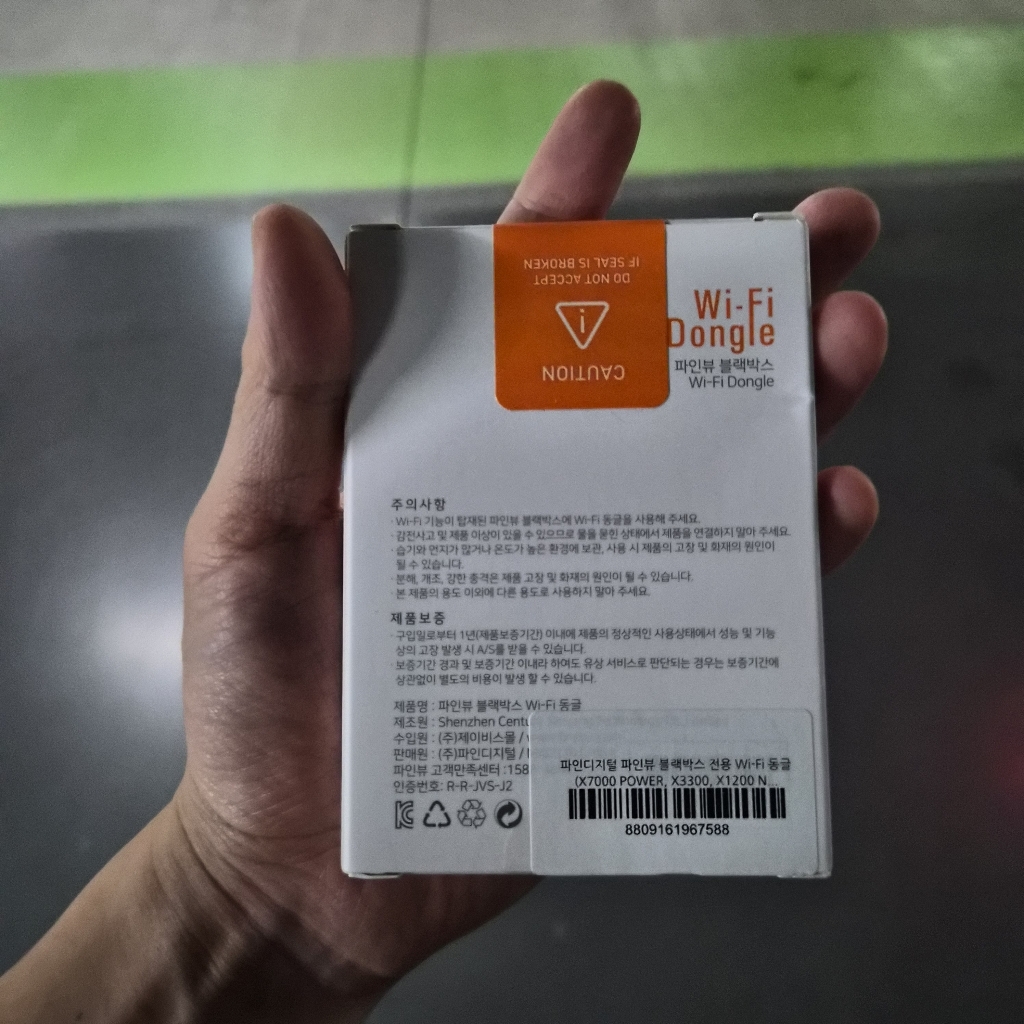 CAUTION
DO NOT ACCEPT
IF SEAL IS BROKEN
Wi-Fi
Dongle
파인뷰 블랙박스
Wi-Fi Dongle
주의사항
· Wi-Fi 기능이 탑재된 파인뷰 블랙박스에 Wi-Fi 동글을 사용해 주세요.
· 감전사고 및 제품 이상이 있을 수 있으므로 물을 묻힌 상태에서 제품을 연결하지 말아 주세요.
· 습기와 먼지가 많거나 온도가 높은 환경에 보관, 사용 시 제품의 고장 및 화재의 원인이
될 수 있습니다.
· 분해, 개조, 강한 충격은 제품 고장 및 화재의 원인이 될 수 있습니다.
· 본 제품의 용도 이외에 다른 용도로 사용하지 말아 주세요.
제품보증
· 구입일로부터 1년(제품보증기간) 이내에 제품의 정상적인 사용상태에서 성능 및 기능
상의 고장 발생 시 A/S를 받을 수 있습니다.
· 보증기간 경과 및 보증기간 이내라 하여도 유상 서비스로 판단되는 경우는 보증기간에
상관없이 별도의 비용이 발생 할 수 있습니다.
제품명 : 파인뷰 블랙박스 Wi-Fi 동글
제조원 : Shenzhen Centu
수입원 : (주)제이비스몰 /
판매원 : (주)파인디지털 /
파인뷰 고객만족센터 :158
인증번호: R-R-JVS-J2
파인디지털 파인뷰 블랙박스 전용 Wi-Fi 동글
(X7000 POWER, X3300, X1200 N...
8809161967588